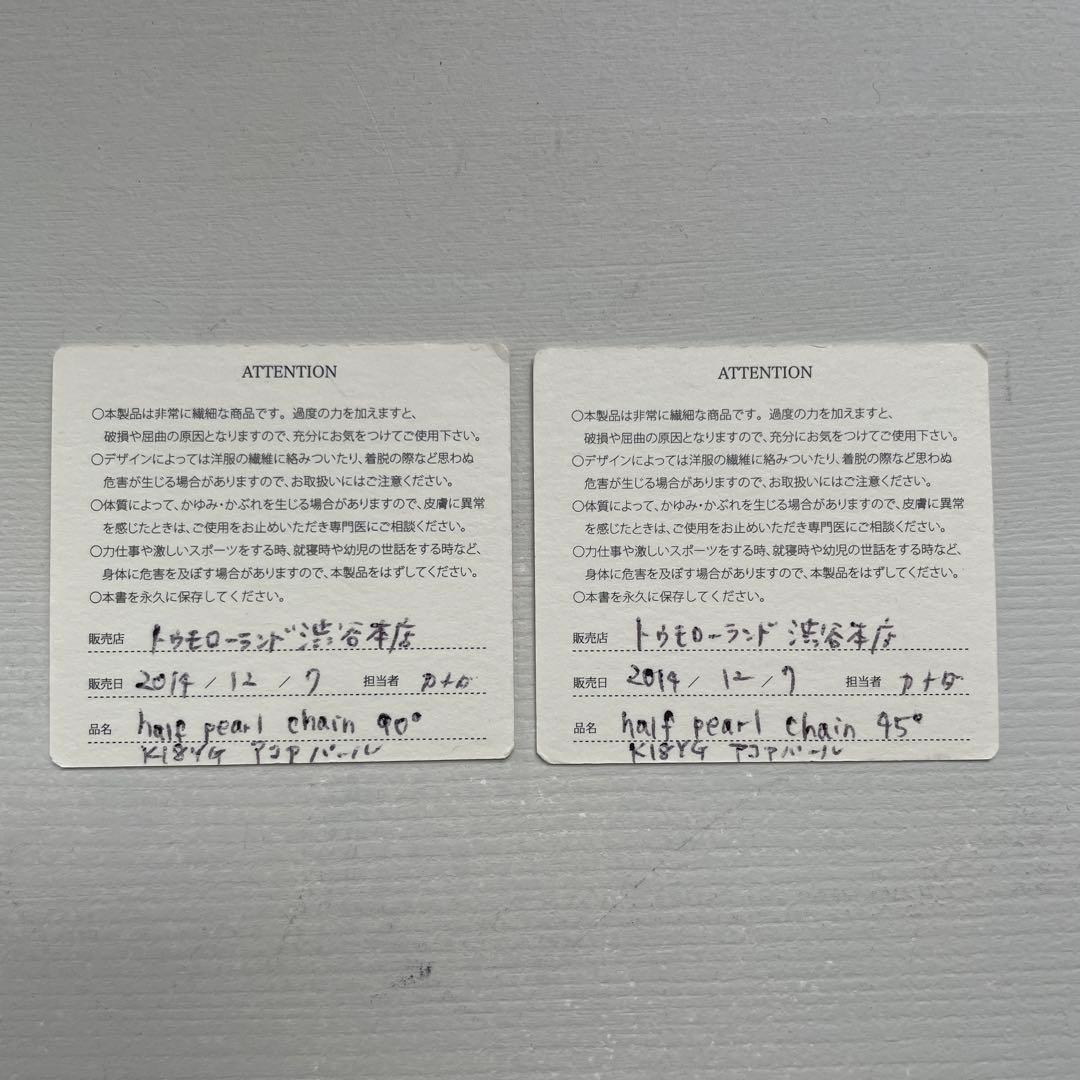 ATTENTION
○本製品は非常に繊細な商品です。過度の力を加えますと、
破損や屈曲の原因となりますので、充分にお気をつけてご使用下さい。
○デザインによっては洋服の繊維に絡みついたり、着脱の際など思わぬ
危害が生じる場合がありますので、お取扱いにはご注意ください。
○体質によって、かゆみ・かぶれを生じる場合がありますので、皮膚に異常
を感じたときは、ご使用をお止めいただき専門医にご相談ください。
○力仕事や激しいスポーツをする時、就寝時や幼児の世話をする時など、
身体に危害を及ぼす場合がありますので、本製品をはずしてください。
○本書を永久に保存してください。
販売店 トゥモローランド渋谷本店
販売日 2014 / 12 / 7 担当者 カナダ
品名 half pearl chain 90°
K18YG アコヤパール
ATTENTION
○本製品は非常に繊細な商品です。過度の力を加えますと、
破損や屈曲の原因となりますので、充分にお気をつけてご使用下さい。
○デザインによっては洋服の繊維に絡みついたり、着脱の際など思わぬ
危害が生じる場合がありますので、お取扱いにはご注意ください。
○体質によって、かゆみ・かぶれを生じる場合がありますので、皮膚に異常
を感じたときは、ご使用をお止めいただき専門医にご相談ください。
○力仕事や激しいスポーツをする時、就寝時や幼児の世話をする時など、
身体に危害を及ぼす場合がありますので、本製品をはずしてください。
○本書を永久に保存してください。
販売店 トゥモローランド 渋谷本店
販売日 2014 / 12 / 7 担当者 カナダ
品名 half pearl chain 45°
K18YG アコヤパール